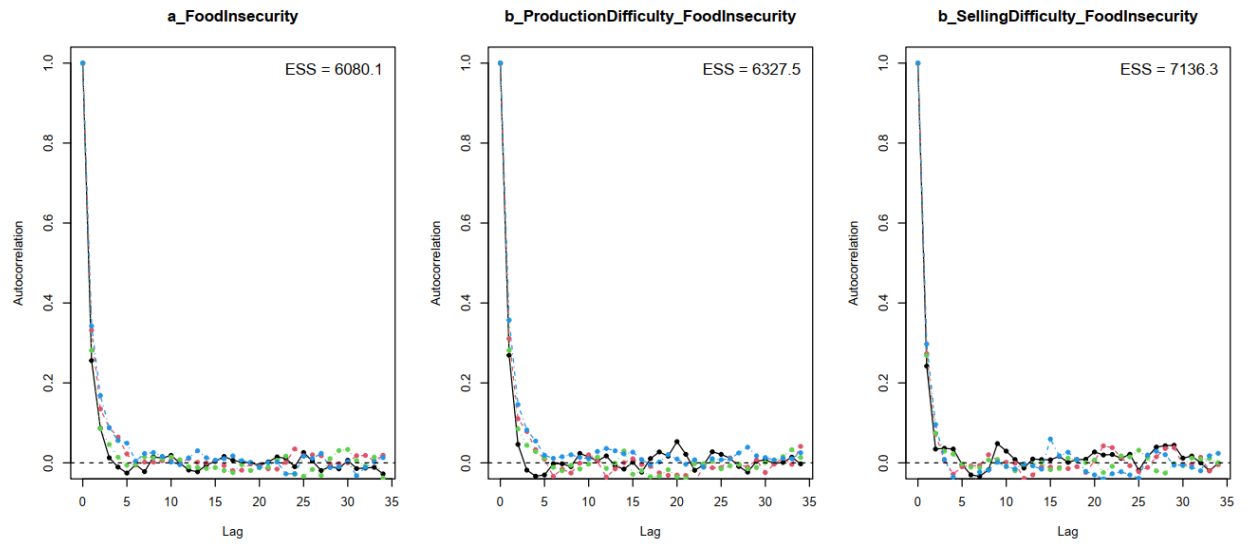 a_FoodInsecurity
ESS = 6080.1
Autocorrelation
1.0
0.8
0.6
0.4
0.2
0.0
0 5 10 15 20 25 30 35
Lag
b_ProductionDifficulty_FoodInsecurity
ESS = 6327.5
Autocorrelation
1.0
0.8
0.6
0.4
0.2
0.0
0 5 10 15 20 25 30 35
Lag
b_SellingDifficulty_FoodInsecurity
ESS = 7136.3
Autocorrelation
1.0
0.8
0.6
0.4
0.2
0.0
0 5 10 15 20 25 30 35
Lag